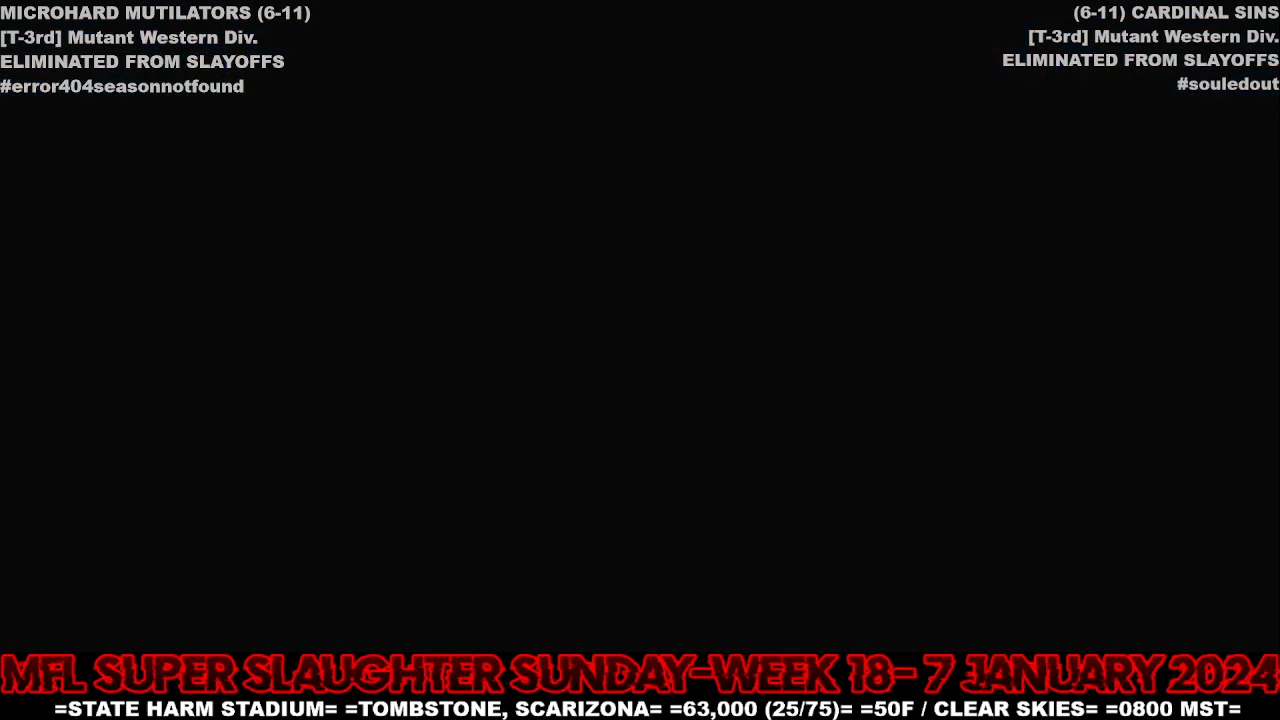 MICROHARD MUTILATORS (6-11)
[T-3rd] Mutant Western Div.
ELIMINATED FROM SLAYOFFS
#error404seasonnotfound
(6-11) CARDINAL SINS
[T-3rd] Mutant Western Div.
ELIMINATED FROM SLAYOFFS
#souledout
MFL SUPER SLAUGHTER SUNDAY-WEEK 18- 7 JANUARY 2024
=STATE HARM STADIUM= =TOMBSTONE, SCARIZONA= =63,000 (25/75)= =50F / CLEAR SKIES= =0800 MST=